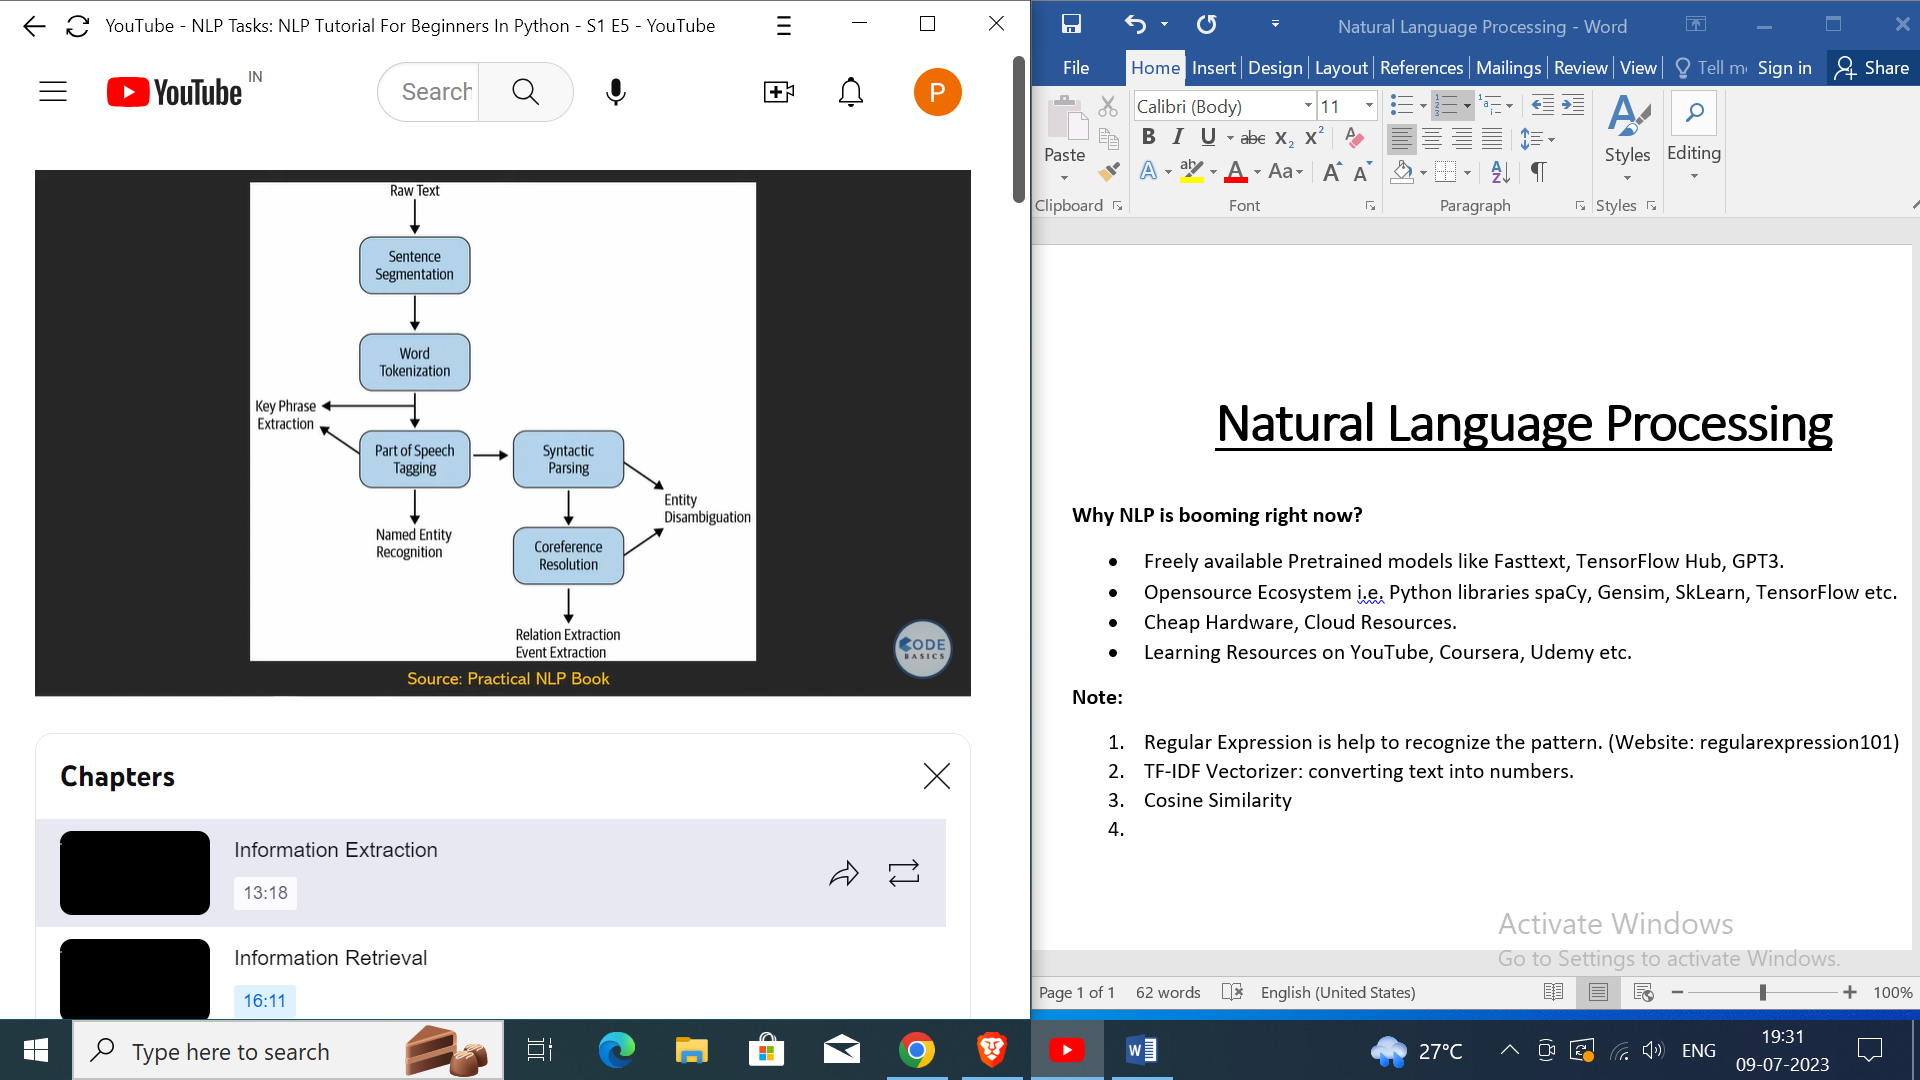 YouTube - NLP Tasks: NLP Tutorial For Beginners In Python - S1 E5 - YouTube
YouTube IN
Search
P
Raw Text
Sentence
Segmentation
Word
Tokenization
Key Phrase
Extraction
Part of Speech
Tagging
Syntactic
Parsing
Entity
Disambiguation
Named Entity
Recognition
Coreference
Resolution
Relation Extraction
Event Extraction
CODE
BASICS
Source: Practical NLP Book
Chapters
Information Extraction
13:18
Information Retrieval
16:11
Natural Language Processing - Word
File Home Insert Design Layout References Mailings Review View Tell m Sign in Share
Calibri (Body) 11
Paste
B I U abc X₂ X² A
A ab A Aa A A A Z ¶
Styles
Editing
Clipboard Font Paragraph Styles
Natural Language Processing
Why NLP is booming right now?
• Freely available Pretrained models like Fasttext, TensorFlow Hub, GPT3.
• Opensource Ecosystem i.e. Python libraries spaCy, Gensim, SkLearn, TensorFlow etc.
• Cheap Hardware, Cloud Resources.
• Learning Resources on YouTube, Coursera, Udemy etc.
Note:
1. Regular Expression is help to recognize the pattern. (Website: regularexpression101)
2. TF-IDF Vectorizer: converting text into numbers.
3. Cosine Similarity
4.
Activate Windows
Go to Settings to activate Windows.
Page 1 of 1 62 words English (United States) 100%
Type here to search
27°C
ENG
19:31
09-07-2023